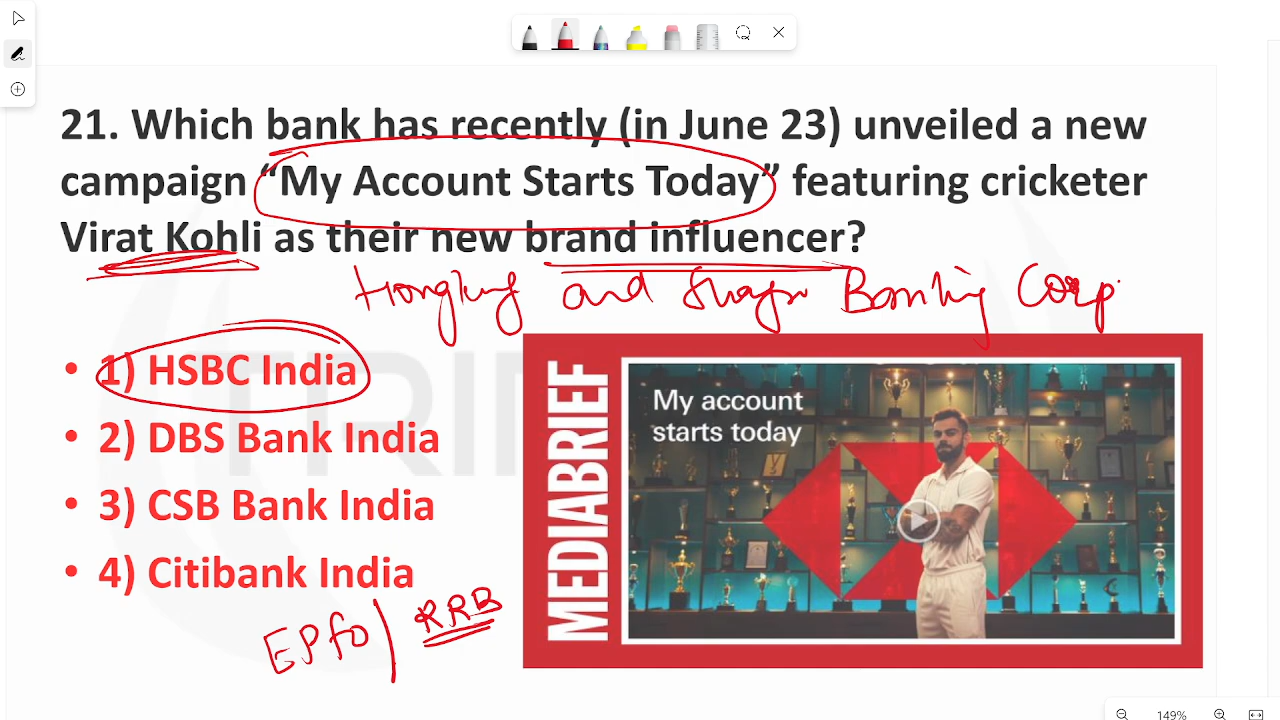 21. Which bank has recently (in June 23) unveiled a new
campaign “My Account Starts Today” featuring cricketer
Virat Kohli as their new brand influencer?
Hongkong and Shagn Banking Corp
• 1) HSBC India
• 2) DBS Bank India
• 3) CSB Bank India
• 4) Citibank India
EPfO / RRB
MEDIABRIEF
My account
starts today
149%